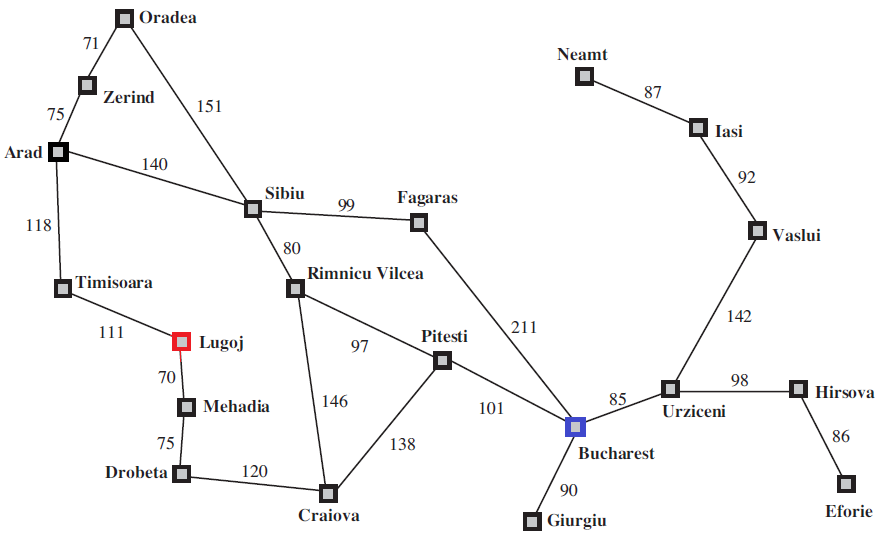 Oradea
71
Neamt
87
Zerind
151
75
Iasi
Arad
140
92
Sibiu
99
Fagaras
118
80
Vaslui
Rimnicu Vilcea
Timisoara
211
142
111
Lugoj
97
Pitesti
70
98
Hirsova
146
101
85
Urziceni
Mehadia
86
75
138
Bucharest
Drobeta
120
90
Craiova
Giurgiu
Eforie